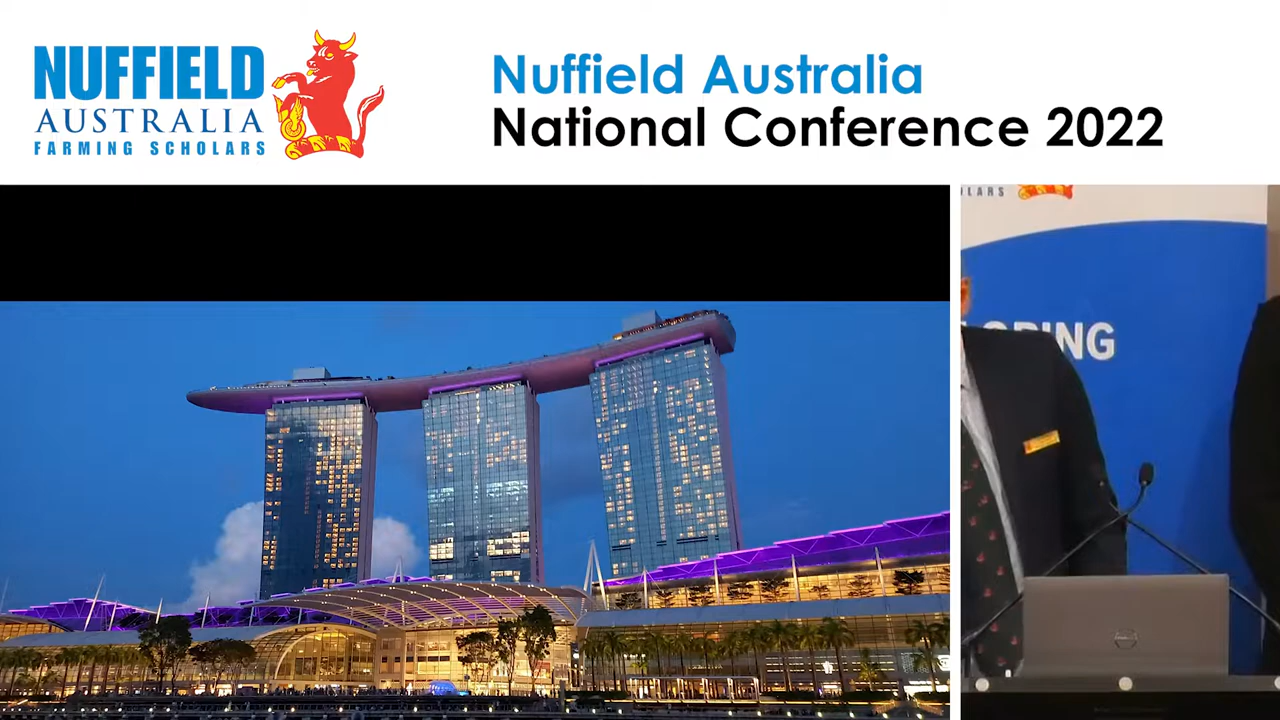 NUFFIELD
AUSTRALIA
FARMING SCHOLARS
Nuffield Australia
National Conference 2022